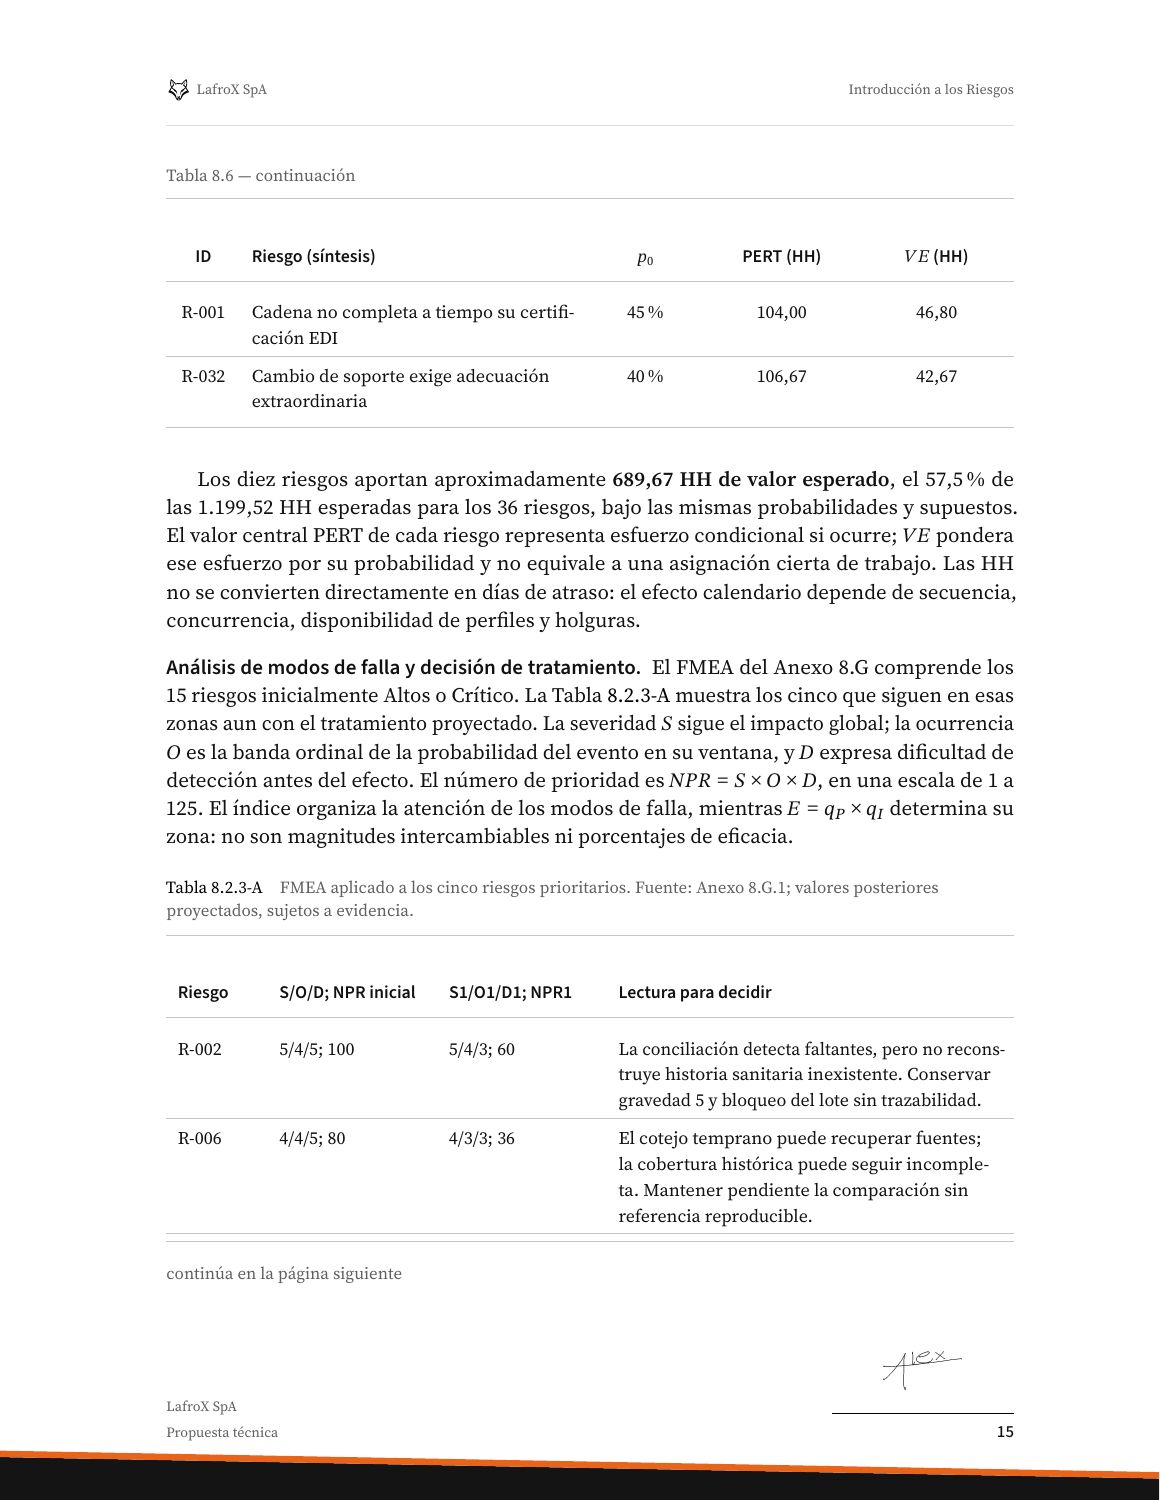 LafroX SpA
Introducción a los Riesgos
Tabla 8.6 — continuación
ID Riesgo (síntesis) p0 PERT (HH) VE (HH)
R-001 Cadena no completa a tiempo su certifi- 45 % 104,00 46,80
cación EDI
R-032 Cambio de soporte exige adecuación 40 % 106,67 42,67
extraordinaria
Los diez riesgos aportan aproximadamente 689,67 HH de valor esperado, el 57,5 % de
las 1.199,52 HH esperadas para los 36 riesgos, bajo las mismas probabilidades y supuestos.
El valor central PERT de cada riesgo representa esfuerzo condicional si ocurre; VE pondera
ese esfuerzo por su probabilidad y no equivale a una asignación cierta de trabajo. Las HH
no se convierten directamente en días de atraso: el efecto calendario depende de secuencia,
concurrencia, disponibilidad de perfiles y holguras.
Análisis de modos de falla y decisión de tratamiento. El FMEA del Anexo 8.G comprende los
15 riesgos inicialmente Altos o Crítico. La Tabla 8.2.3-A muestra los cinco que siguen en esas
zonas aun con el tratamiento proyectado. La severidad S sigue el impacto global; la ocurrencia
O es la banda ordinal de la probabilidad del evento en su ventana, y D expresa dificultad de
detección antes del efecto. El número de prioridad es NPR = S × O × D, en una escala de 1 a
125. El índice organiza la atención de los modos de falla, mientras E = qP × qI determina su
zona: no son magnitudes intercambiables ni porcentajes de eficacia.
Tabla 8.2.3-A FMEA aplicado a los cinco riesgos prioritarios. Fuente: Anexo 8.G.1; valores posteriores
proyectados, sujetos a evidencia.
Riesgo S/O/D; NPR inicial S1/O1/D1; NPR1 Lectura para decidir
R-002 5/4/5; 100 5/4/3; 60 La conciliación detecta faltantes, pero no recons-
truye historia sanitaria inexistente. Conservar
gravedad 5 y bloqueo del lote sin trazabilidad.
R-006 4/4/5; 80 4/3/3; 36 El cotejo temprano puede recuperar fuentes;
la cobertura histórica puede seguir incomple-
ta. Mantener pendiente la comparación sin
referencia reproducible.
continúa en la página siguiente
Alex
LafroX SpA
Propuesta técnica
15